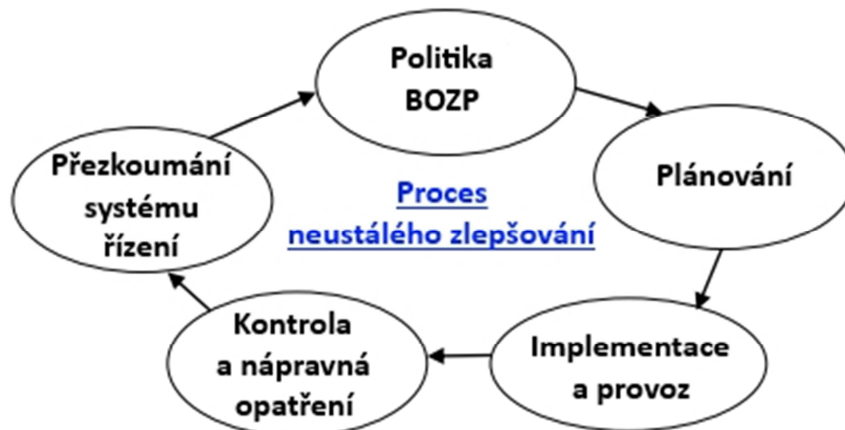 Politika
BOZP
Plánování
Implementace
a provoz
Kontrola
a nápravná
opatření
Přezkoumání
systému
řízení
Proces
neustálého zlepšování